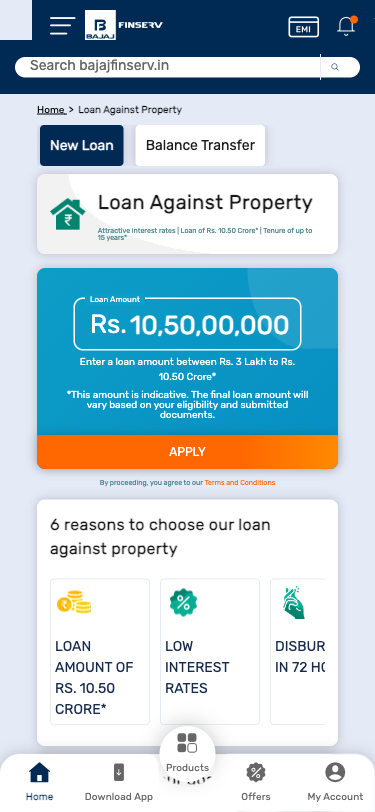 BAJAJ
FINSERV
EMI
Search bajajfinserv.in
Home > Loan Against Property
New Loan
Balance Transfer
Loan Against Property
Attractive interest rates | Loan of Rs. 10.50 Crore* | Tenure of up to
15 years*
Loan Amount
Rs. 10,50,00,000
Enter a loan amount between Rs. 3 Lakh to Rs.
10.50 Crore*
*This amount is indicative. The final loan amount will
vary based on your eligibility and submitted
documents.
APPLY
By proceeding, you agree to our Terms and Conditions
6 reasons to choose our loan
against property
LOAN
AMOUNT OF
RS. 10.50
CRORE*
LOW
INTEREST
RATES
DISBUR
IN 72 HO
Home
Download App
Products
Offers
My Account